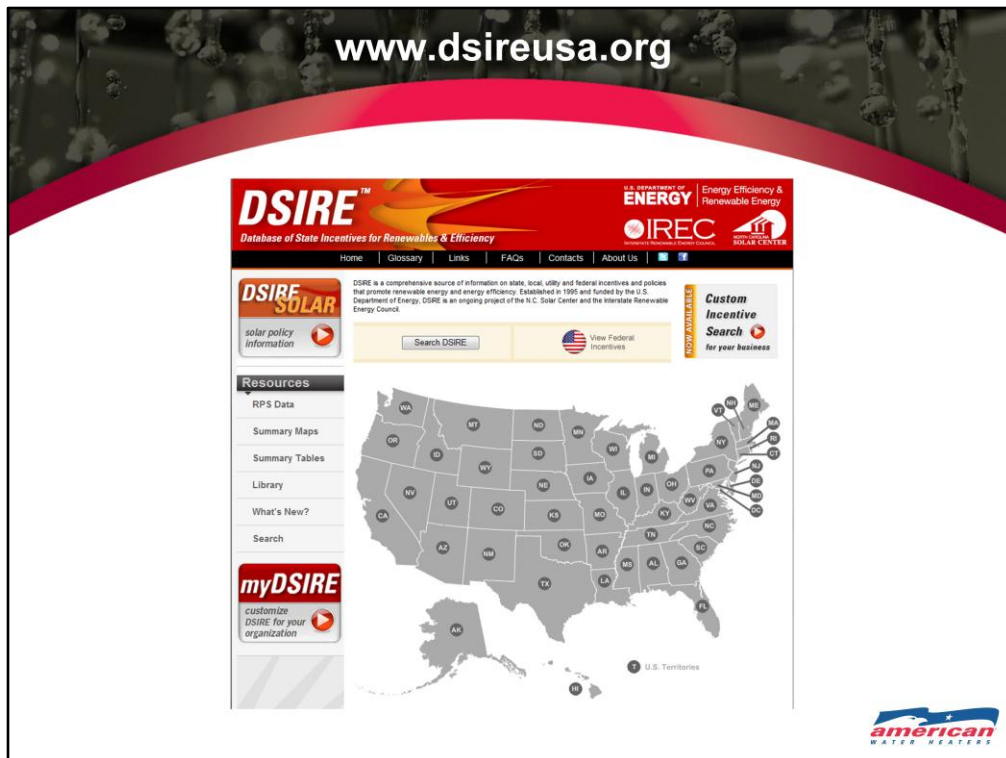 www.dsireusa.org
DSIRE™
Database of State Incentives for Renewables & Efficiency
U.S. DEPARTMENT OF
ENERGY
Energy Efficiency &
Renewable Energy
IREC
INTERSTATE RENEWABLE ENERGY COUNCIL
NORTH CAROLINA
SOLAR CENTER
Home | Glossary | Links | FAQs | Contacts | About Us |
DSIRE
SOLAR
solar policy
information
DSIRE is a comprehensive source of information on state, local, utility and federal incentives and policies
that promote renewable energy and energy efficiency. Established in 1995 and funded by the U.S.
Department of Energy, DSIRE is an ongoing project of the N.C. Solar Center and the Interstate Renewable
Energy Council.
Search DSIRE
View Federal
Incentives
NOW AVAILABLE
Custom
Incentive
Search
for your business
Resources
RPS Data
Summary Maps
Summary Tables
Library
What's New?
Search
myDSIRE
customize
DSIRE for your
organization
WA
MT
ND
MN
OR
ID
WY
SD
WI
MI
NY
VT
NH
ME
MA
RI
CT
NJ
DE
MD
DC
NV
UT
CO
NE
IA
IL
IN
OH
PA
WV
VA
CA
AZ
NM
KS
MO
KY
NC
TN
OK
AR
SC
TX
LA
MS
AL
GA
FL
AK
HI
T U.S. Territories
american
WATER HEATERS